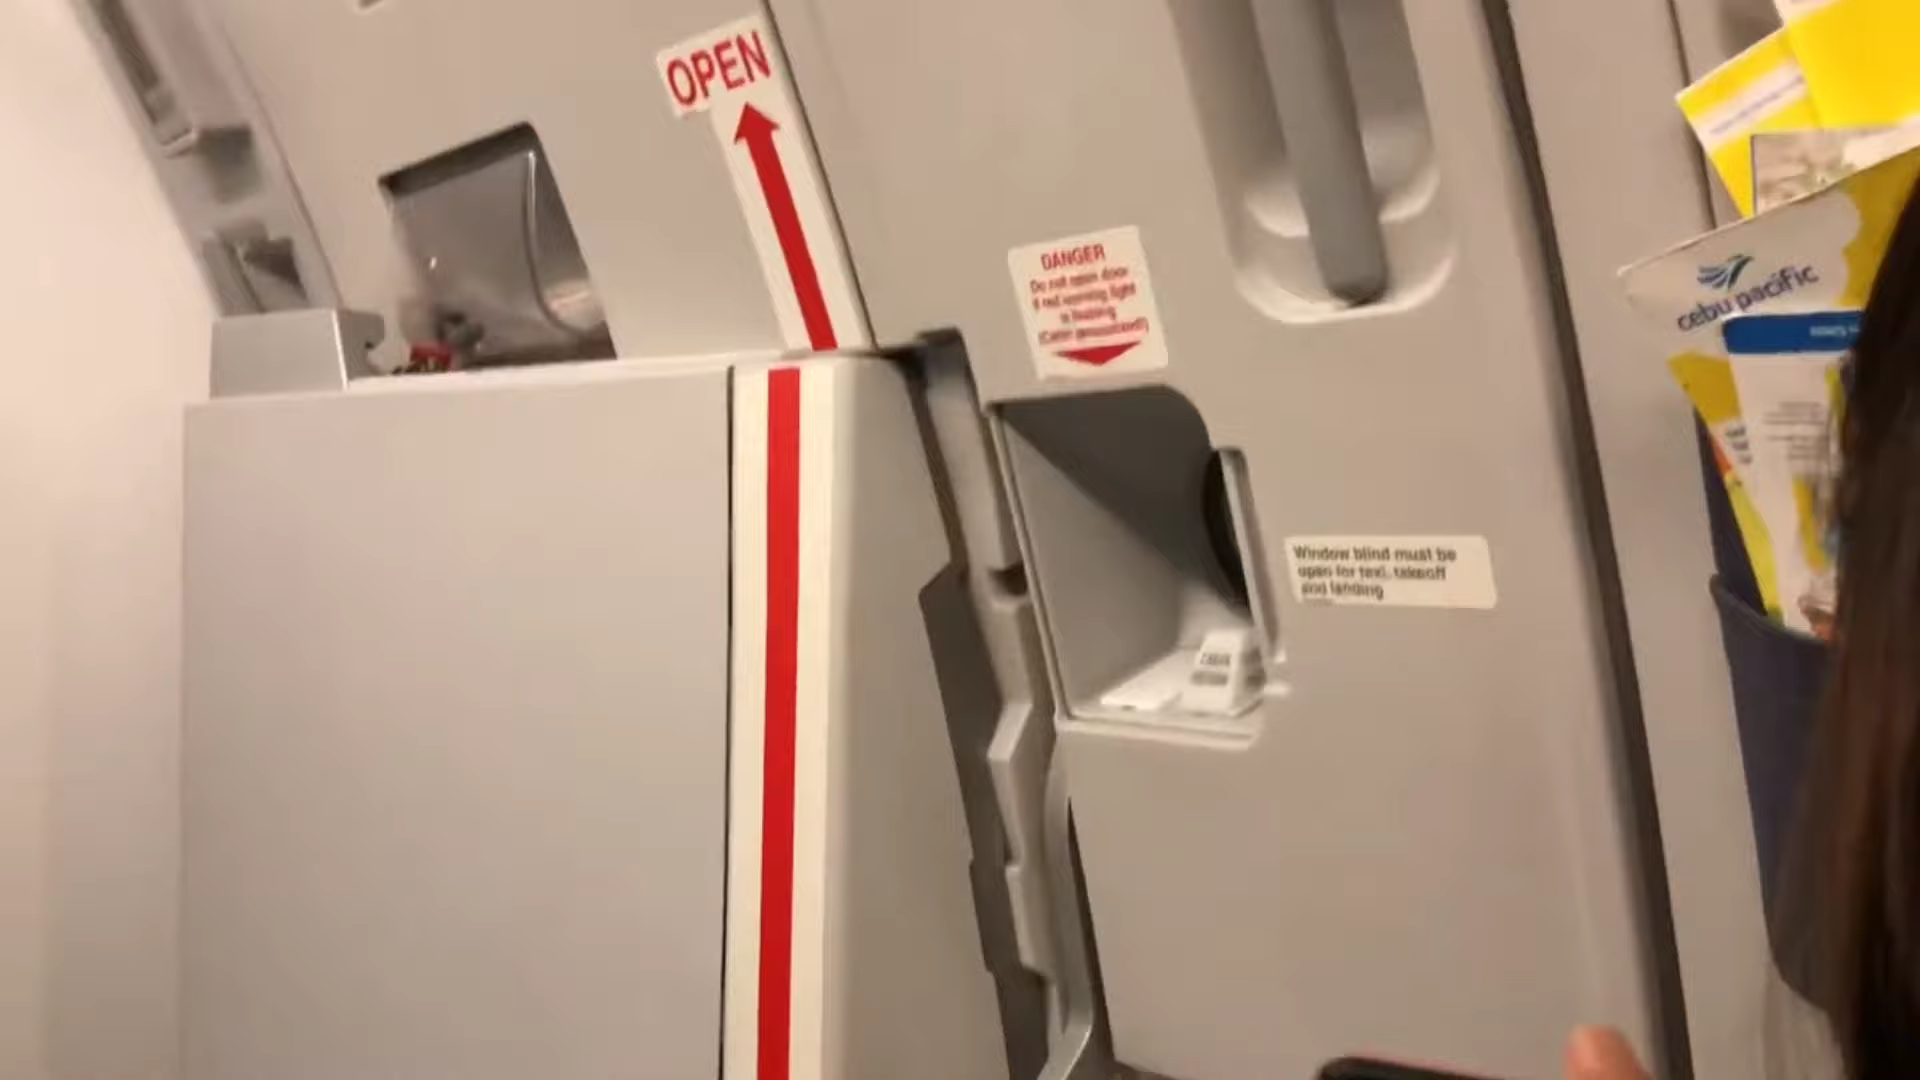 OPEN
DANGER
Do not open door
if red warning light
is flashing
(Cabin pressurized!)
Window blind must be
open for taxi, takeoff
and landing
cebu pacific